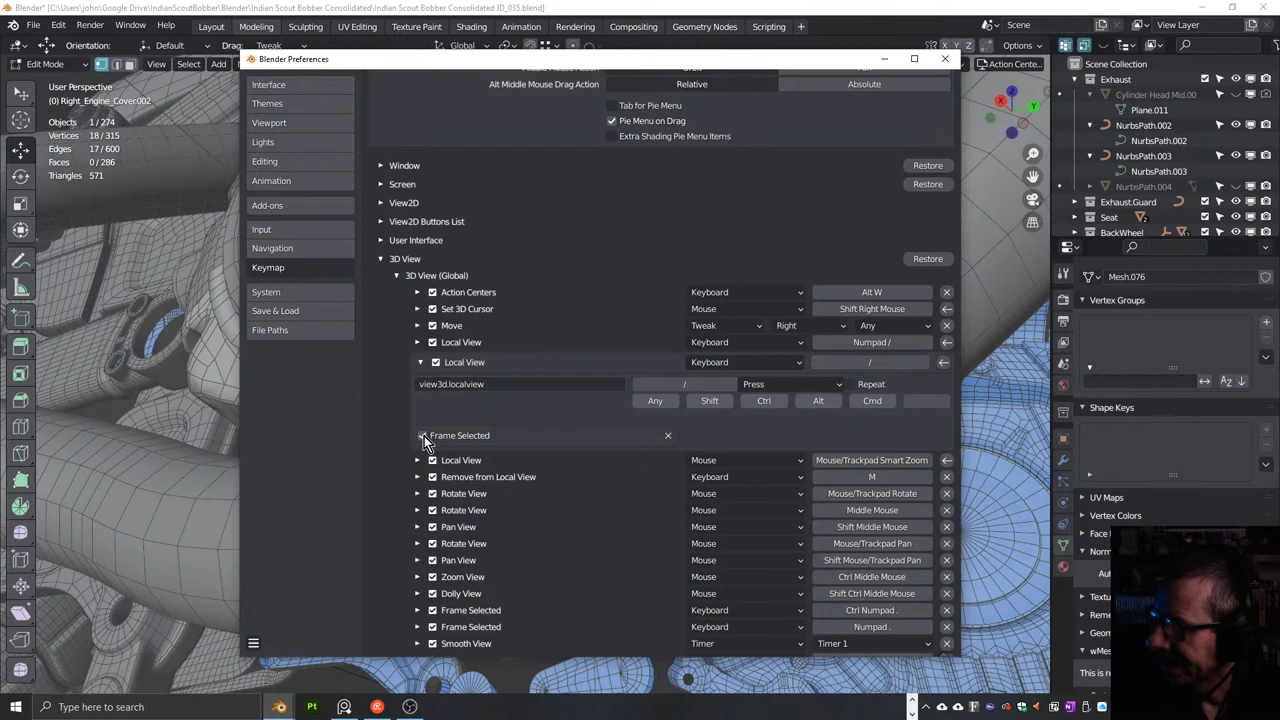 Blender* [C:\Users\john\Google Drive\IndianScoutBobber\Blender\Indian Scout Bobber Consolidated\Indian Scout Bobber Consolidated JD_035.blend]
File Edit Render Window Help Layout Modeling Sculpting UV Editing Texture Paint Shading Animation Rendering Compositing Geometry Nodes Scripting + Scene View Layer
Orientation: Default Drag: Tweak Global X Y Z Options
Edit Mode View Select Add Action Cente...
Blender Preferences
User Perspective
(0) Right_Engine_Cover.002
Objects 1/274
Vertices 18 / 315
Edges 17 / 600
Faces 0 / 286
Triangles 571
Interface
Themes
Viewport
Lights
Editing
Animation
Add-ons
Input
Navigation
Keymap
System
Save & Load
File Paths
Alt Middle Mouse Drag Action Relative Absolute
Tab for Pie Menu
Pie Menu on Drag
Extra Shading Pie Menu Items
Window Restore
Screen Restore
View2D
View2D Buttons List
User Interface
3D View Restore
3D View (Global)
Action Centers Keyboard Alt W
Set 3D Cursor Mouse Shift Right Mouse
Move Tweak Right Any
Local View Keyboard Numpad /
Local View Keyboard /
view3d.localview / Press Repeat
Any Shift Ctrl Alt Cmd
Frame Selected
Local View Mouse Mouse/Trackpad Smart Zoom
Remove from Local View Keyboard M
Rotate View Mouse Mouse/Trackpad Rotate
Rotate View Mouse Middle Mouse
Pan View Mouse Shift Middle Mouse
Rotate View Mouse Mouse/Trackpad Pan
Pan View Mouse Shift Mouse/Trackpad Pan
Zoom View Mouse Ctrl Middle Mouse
Dolly View Mouse Shift Ctrl Middle Mouse
Frame Selected Keyboard Ctrl Numpad .
Frame Selected Keyboard Numpad .
Smooth View Timer Timer 1
X Y Z
Scene Collection
Exhaust
Cylinder Head Mid.00
Plane.011
NurbsPath.002
NurbsPath.002
NurbsPath.003
NurbsPath.003
NurbsPath.004
Exhaust.Guard
Seat 2
BackWheel
Mesh.076
Vertex Groups
Shape Keys
UV Maps
Vertex Colors
Face
Norm
Au
Textu
Reme
Geom
wMes
This is re
Type here to search Pt